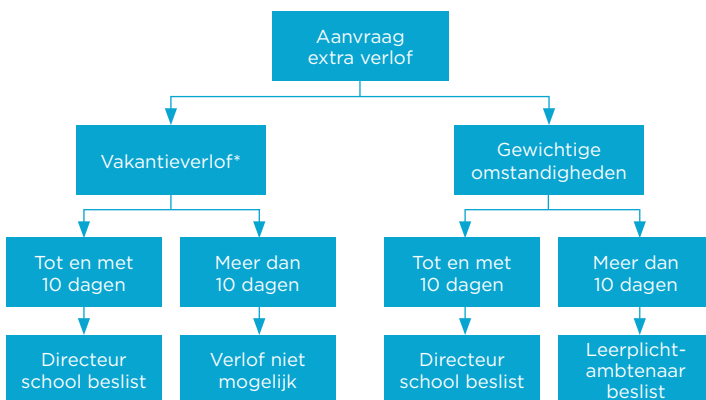 Aanvraag
extra verlof
Vakantieverlof*
Gewichtige
omstandigheden
Tot en met
10 dagen
Meer dan
10 dagen
Tot en met
10 dagen
Meer dan
10 dagen
Directeur
school beslist
Verlof niet
mogelijk
Directeur
school beslist
Leerplicht-
ambtenaar
beslist